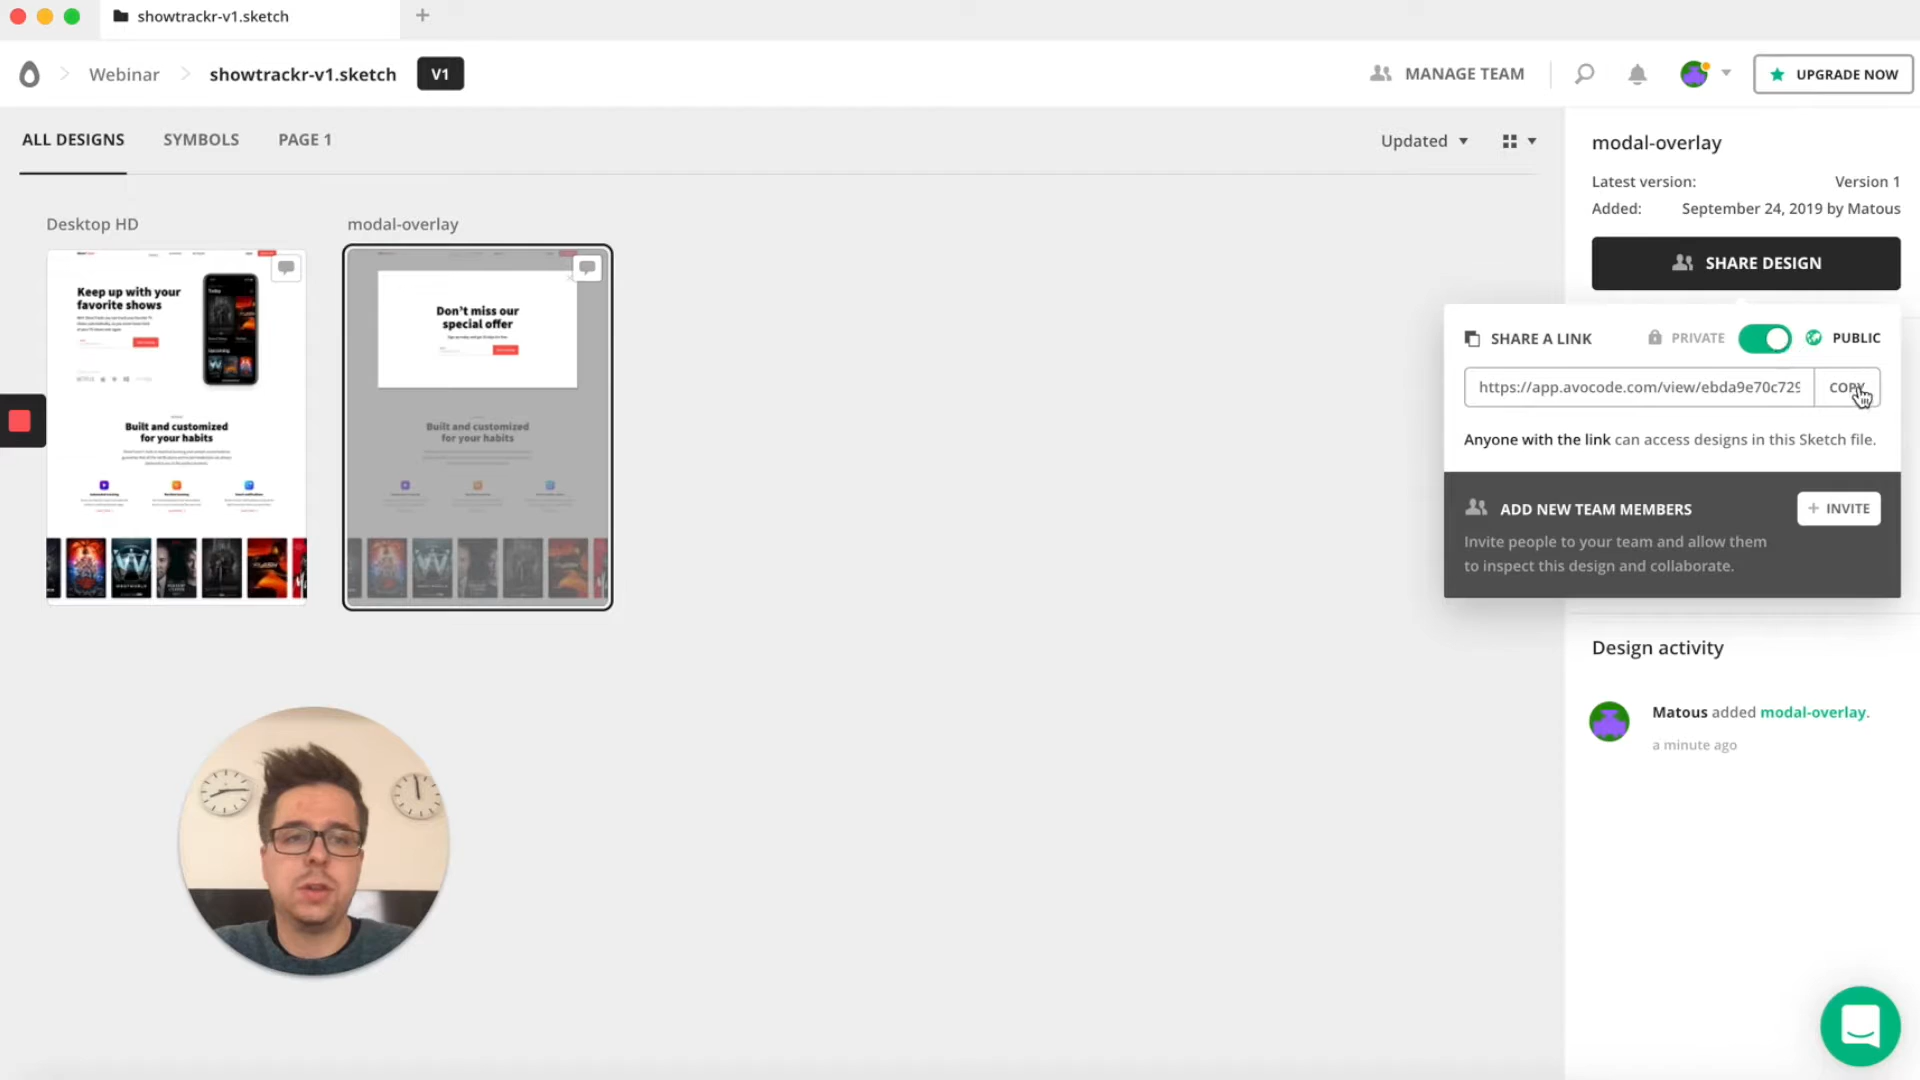 showtrackr-v1.sketch
Webinar
showtrackr-v1.sketch
V1
MANAGE TEAM
UPGRADE NOW
ALL DESIGNS
SYMBOLS
PAGE 1
Updated
Desktop HD
modal-overlay
Keep up with your
favorite shows
Today
Upcoming
Built and customized
for your habits
Don't miss our
special offer
Built and customized
for your habits
modal-overlay
Latest version: Version 1
Added: September 24, 2019 by Matous
SHARE DESIGN
SHARE A LINK
PRIVATE
PUBLIC
https://app.avocode.com/view/ebda9e70c729
COPY
Anyone with the link can access designs in this Sketch file.
ADD NEW TEAM MEMBERS
+ INVITE
Invite people to your team and allow them
to inspect this design and collaborate.
Design activity
Matous added modal-overlay.
a minute ago